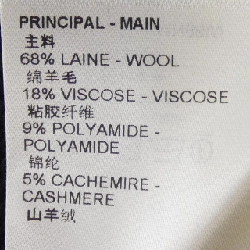 PRINCIPAL - MAIN
主料
68% LAINE - WOOL
绵羊毛
18% VISCOSE - VISCOSE
粘胶纤维
9% POLYAMIDE -
POLYAMIDE
锦纶
5% CACHEMIRE -
CASHMERE
山羊绒